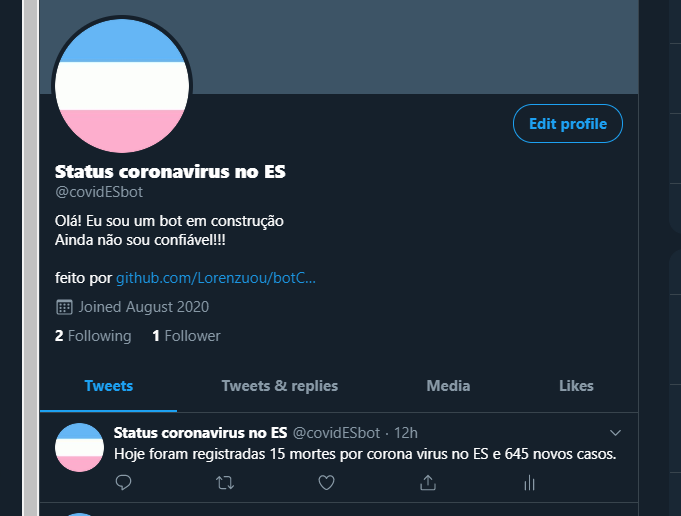 Edit profile
Status coronavirus no ES
@covidESbot
Olá! Eu sou um bot em construção
Ainda não sou confiável!!!
feito por github.com/Lorenzuou/botC...
Joined August 2020
2 Following 1 Follower
Tweets Tweets & replies Media Likes
Status coronavirus no ES @covidESbot · 12h
Hoje foram registradas 15 mortes por corona virus no ES e 645 novos casos.